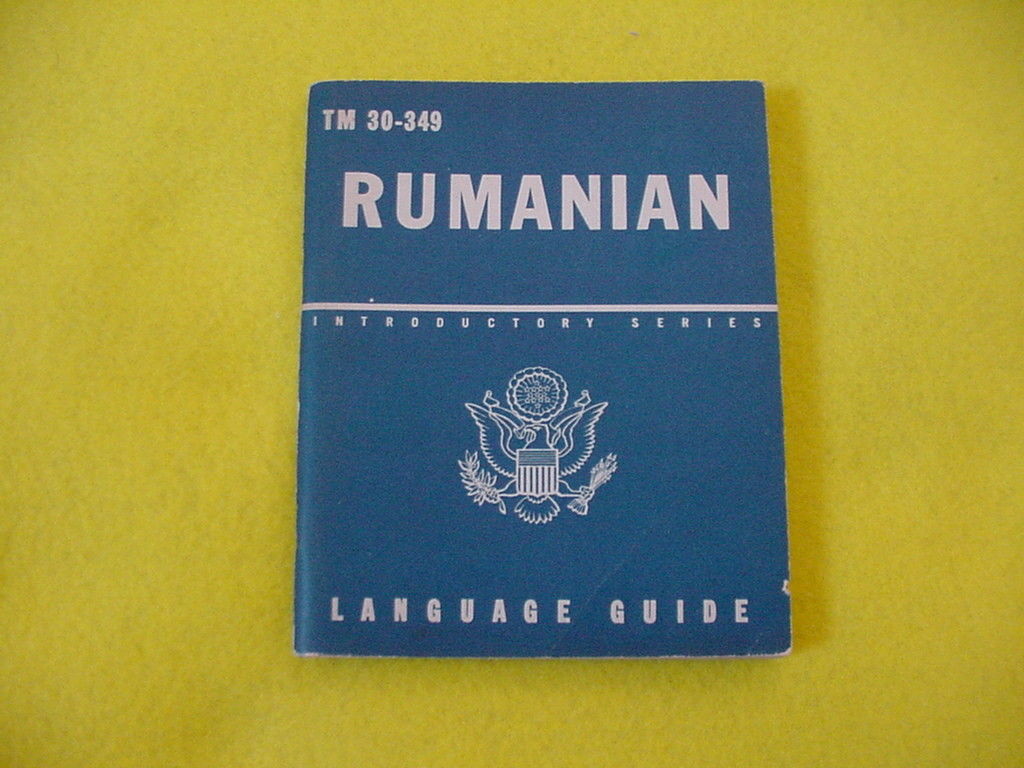 TM 30-349
RUMANIAN
INTRODUCTORY SERIES
LANGUAGE GUIDE